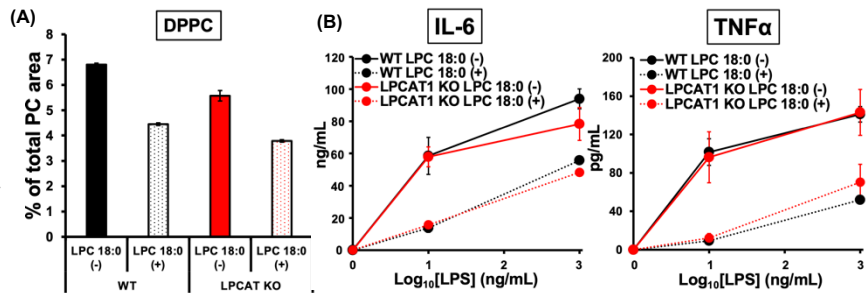 (A)
DPPC
% of total PC area
8
7
6
5
4
3
2
1
0
LPC 18:0 (-)
LPC 18:0 (+)
LPC 18:0 (-)
LPC 18:0 (+)
WT
LPCAT KO
(B)
IL-6
WT LPC 18:0 (-)
WT LPC 18:0 (+)
LPCAT1 KO LPC 18:0 (-)
LPCAT1 KO LPC 18:0 (+)
ng/mL
120
100
80
60
40
20
0
0
1
3
Log10[LPS] (ng/mL)
TNFα
WT LPC 18:0 (-)
WT LPC 18:0 (+)
LPCAT1 KO LPC 18:0 (-)
LPCAT1 KO LPC 18:0 (+)
pg/mL
200
160
120
80
40
0
0
1
3
Log10[LPS] (ng/mL)